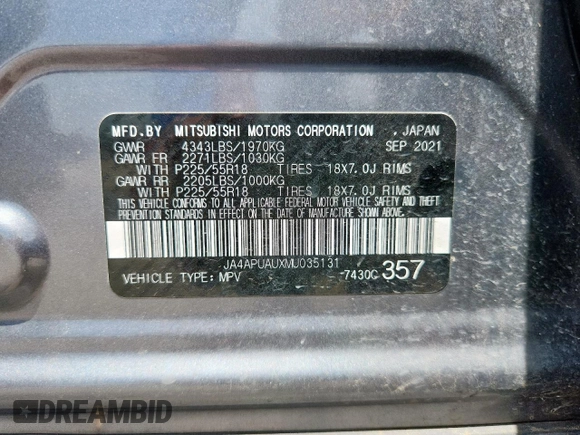 MFD.BY MITSUBISHI MOTORS CORPORATION , JAPAN
GVWR 4343LBS/1970KG SEP 2021
GAWR FR 2271LBS/1030KG
WITH P225/55R18 TIRES 18X7.0J RIMS
GAWR RR 2205LBS/1000KG
WITH P225/55R18 TIRES 18X7.0J RIMS
THIS VEHICLE CONFORMS TO ALL APPLICABLE FEDERAL MOTOR VEHICLE SAFETY
AND THEFT PREVENTION STANDARDS IN EFFECT ON THE DATE OF MANUFACTURE
SHOWN ABOVE.
JA4APUAUXMU035131
VEHICLE TYPE: MPV -7430C 357
DREAMBID